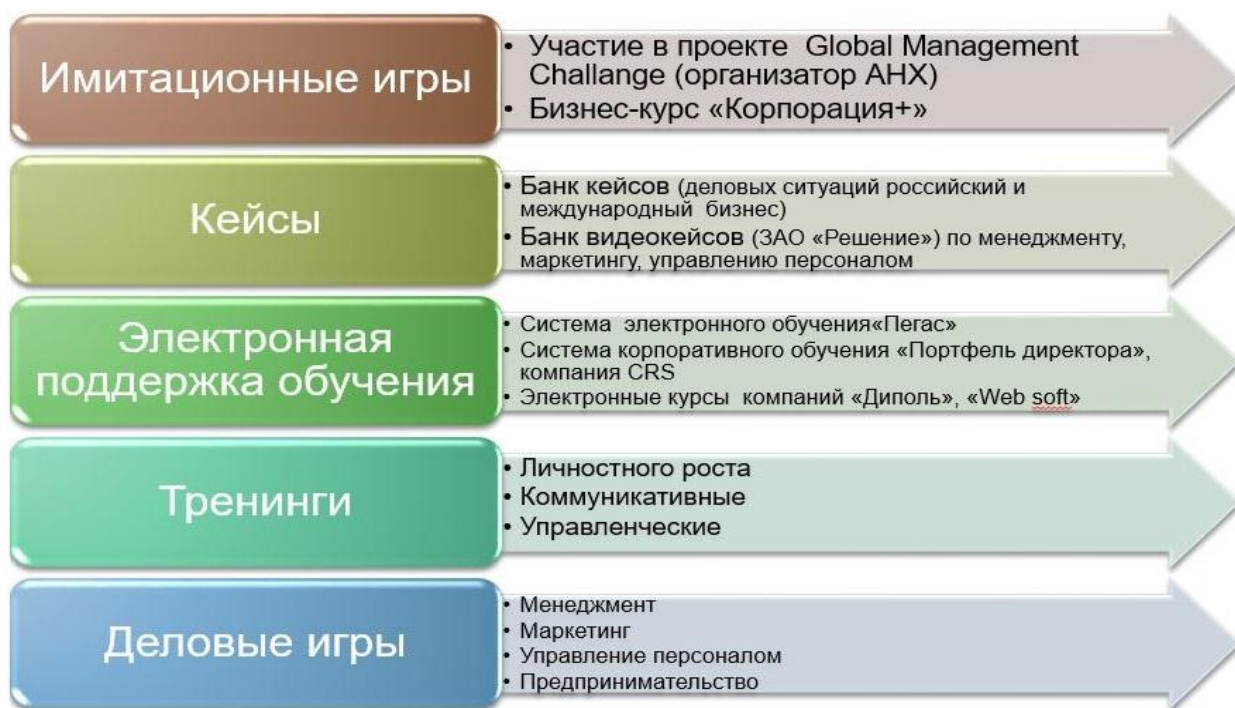 Имитационные игры
• Участие в проекте Global Management
Challange (организатор АНХ)
• Бизнес-курс «Корпорация+»
Кейсы
• Банк кейсов (деловых ситуаций российский и
международный бизнес)
• Банк видеокейсов (ЗАО «Решение») по менеджменту,
маркетингу, управлению персоналом
Электронная
поддержка обучения
• Система электронного обучения«Пегас»
• Система корпоративного обучения «Портфель директора»,
компания CRS
• Электронные курсы компаний «Диполь», «Web soft»
Тренинги
• Личностного роста
• Коммуникативные
• Управленческие
Деловые игры
• Менеджмент
• Маркетинг
• Управление персоналом
• Предпринимательство